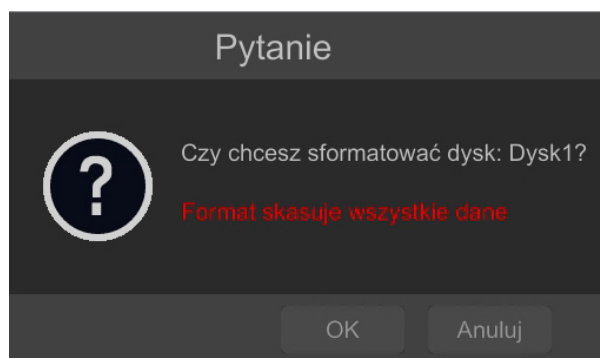 Pytanie
?
Czy chcesz sformatować dysk: Dysk1?
Format skasuje wszystkie dane
OK
Anuluj